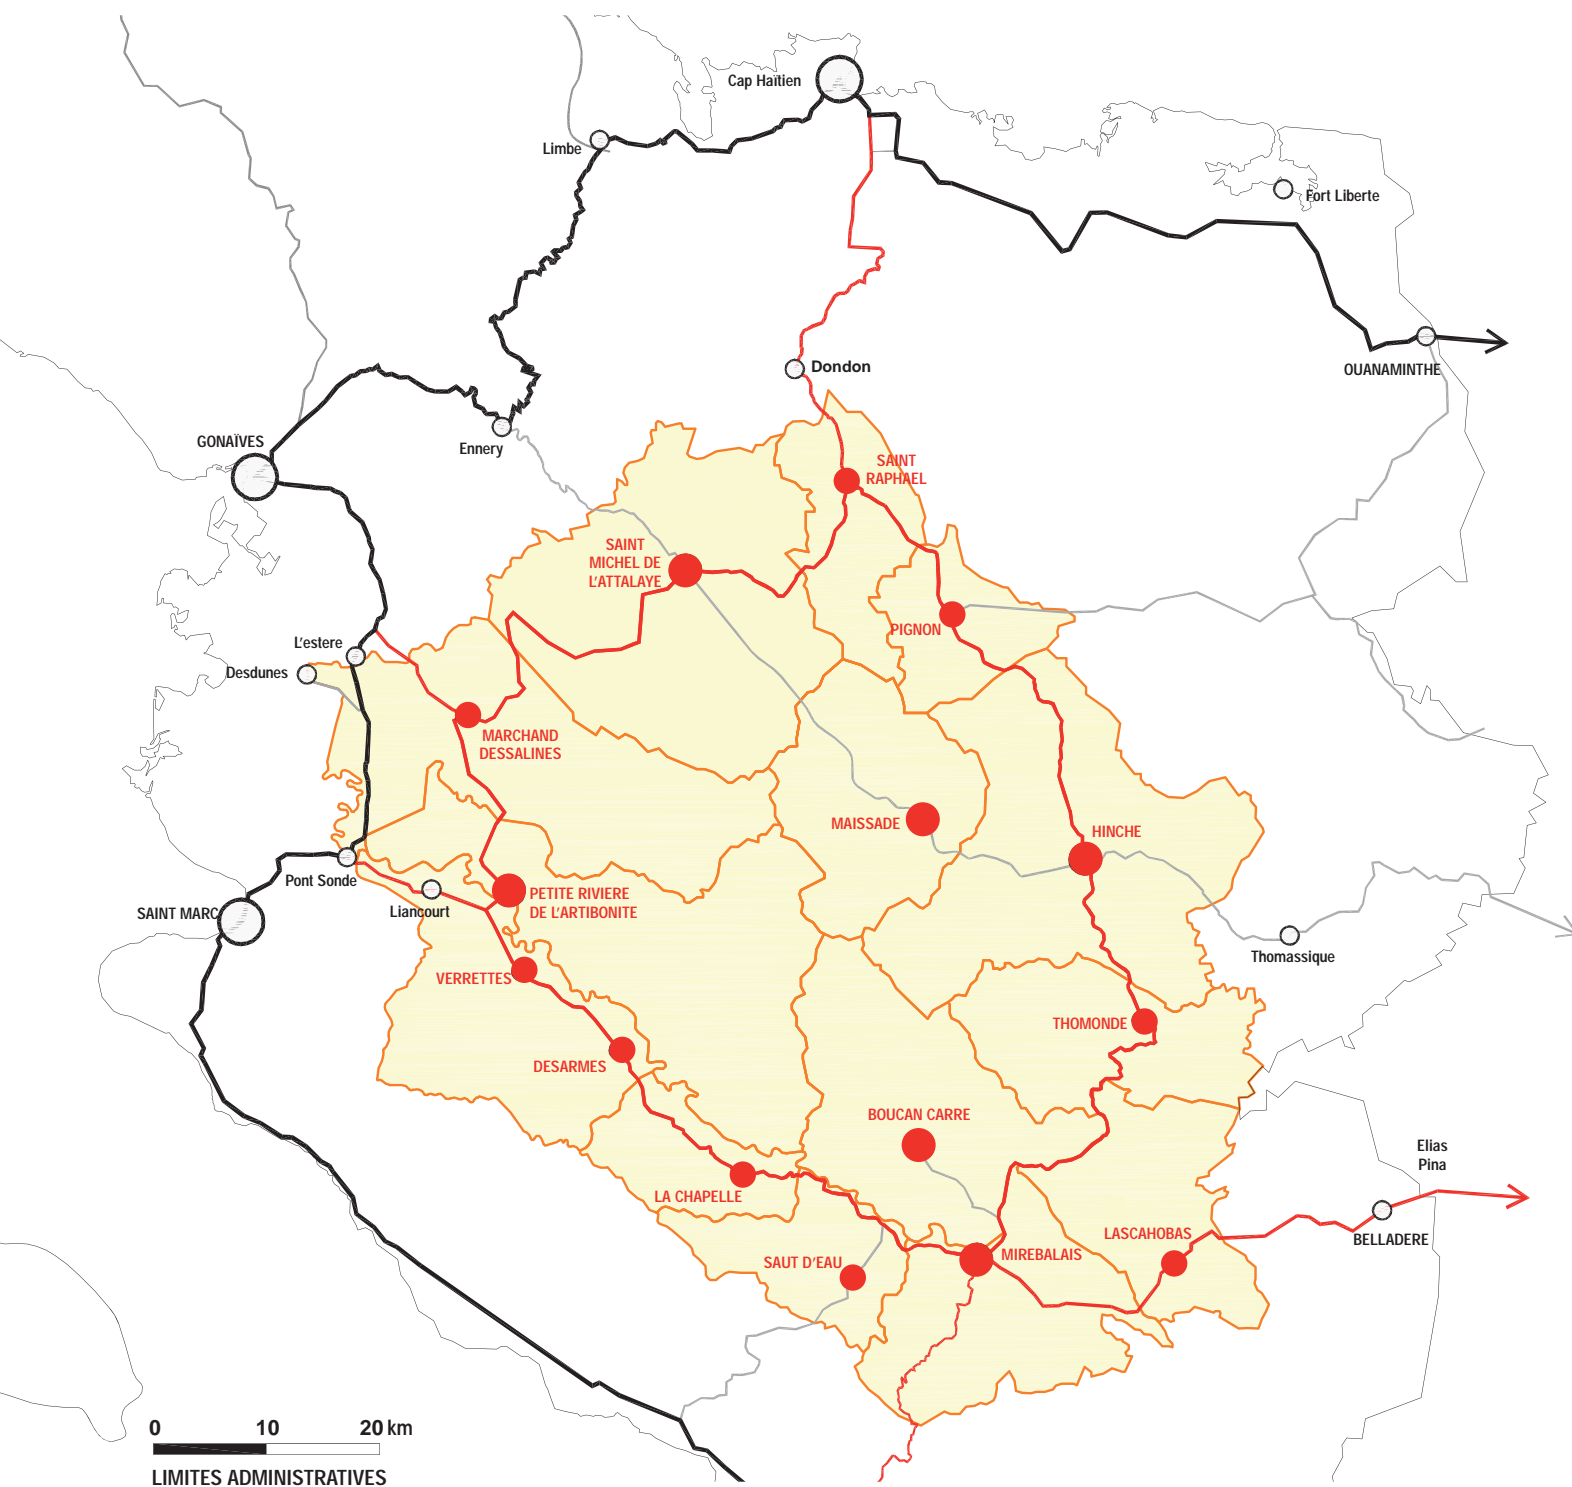 Cap Haïtien
Limbe
Fort Liberte
Dondon
OUANAMINTHE
GONAÏVES
Ennery
SAINT
RAPHAEL
SAINT
MICHEL DE
L'ATTALAYE
PIGNON
L'estere
Desdunes
MARCHAND
DESSALINES
MAISSADE
HINCHE
Pont Sonde
PETITE RIVIERE
DE L'ARTIBONITE
Liancourt
SAINT MARC
Thomassique
VERRETTES
THOMONDE
DESARMES
BOUCAN CARRE
Elias
Pina
LA CHAPELLE
LASCAHOBAS
BELLADERE
MIREBALAIS
SAUT D'EAU
0 10 20 km
LIMITES ADMINISTRATIVES